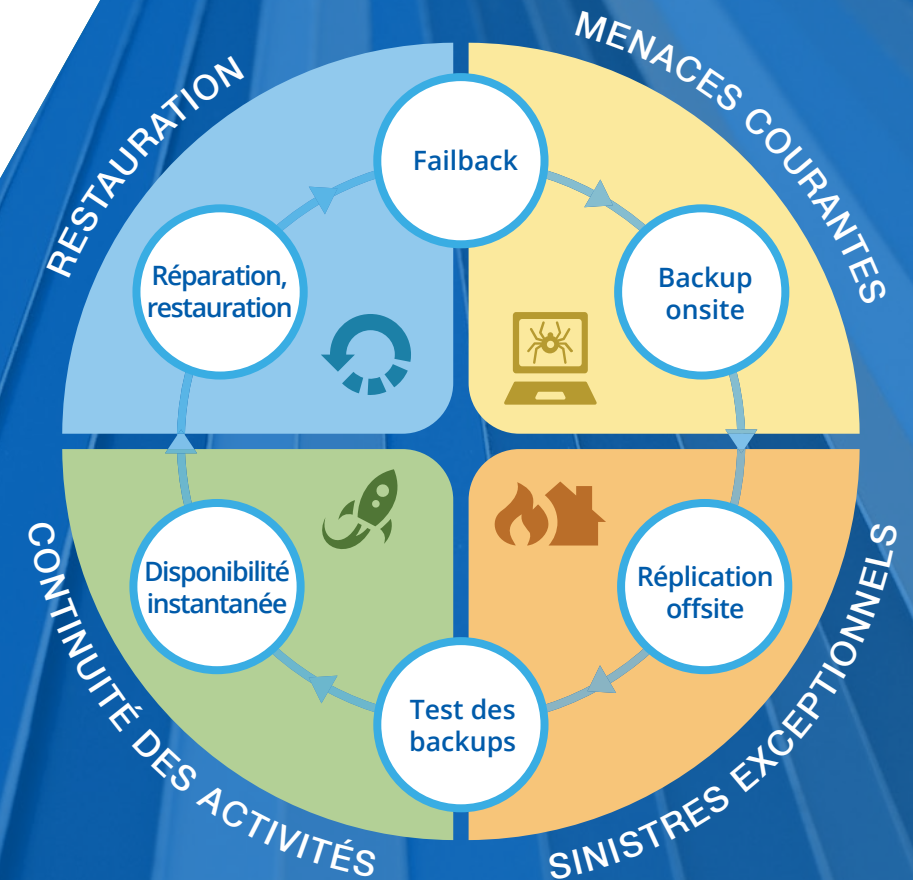 RESTAURATION
MENACES COURANTES
Failback
Réparation,
restauration
Backup
onsite
Disponibilité
instantanée
Réplication
offsite
Test des
backups
CONTINUITÉ DES ACTIVITÉS
SINISTRES EXCEPTIONNELS